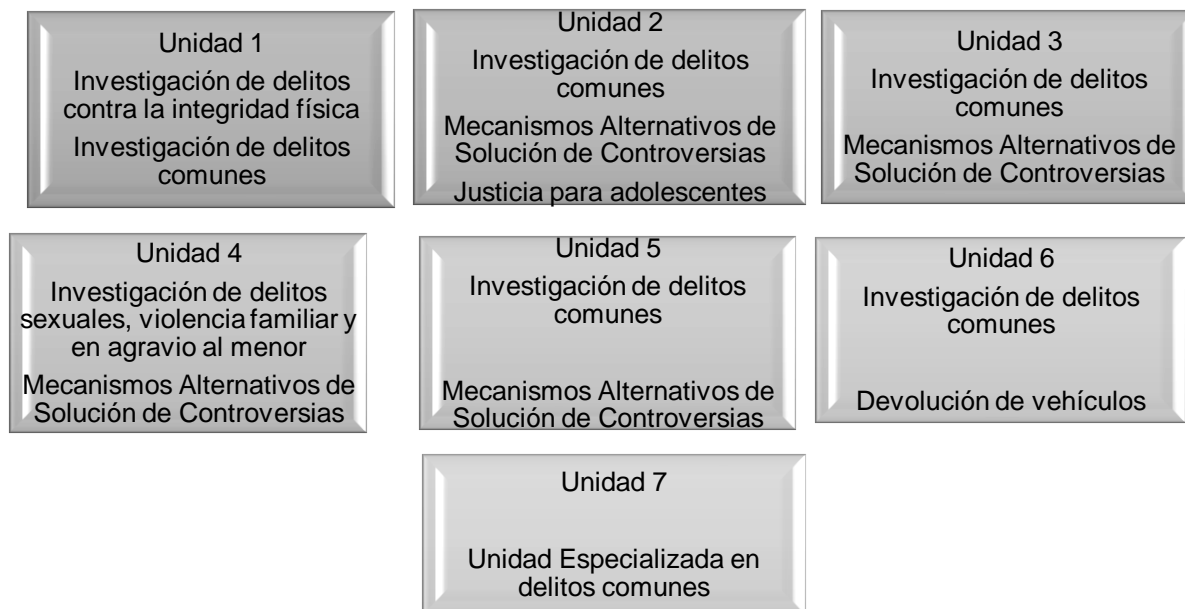 Unidad 1
Investigación de delitos
contra la integridad física
Investigación de delitos
comunes
Unidad 2
Investigación de delitos
comunes
Mecanismos Alternativos de
Solución de Controversias
Justicia para adolescentes
Unidad 3
Investigación de delitos
comunes
Mecanismos Alternativos de
Solución de Controversias
Unidad 4
Investigación de delitos
sexuales, violencia familiar y
en agravio al menor
Mecanismos Alternativos de
Solución de Controversias
Unidad 5
Investigación de delitos
comunes
Mecanismos Alternativos de
Solución de Controversias
Unidad 6
Investigación de delitos
comunes
Devolución de vehículos
Unidad 7
Unidad Especializada en
delitos comunes